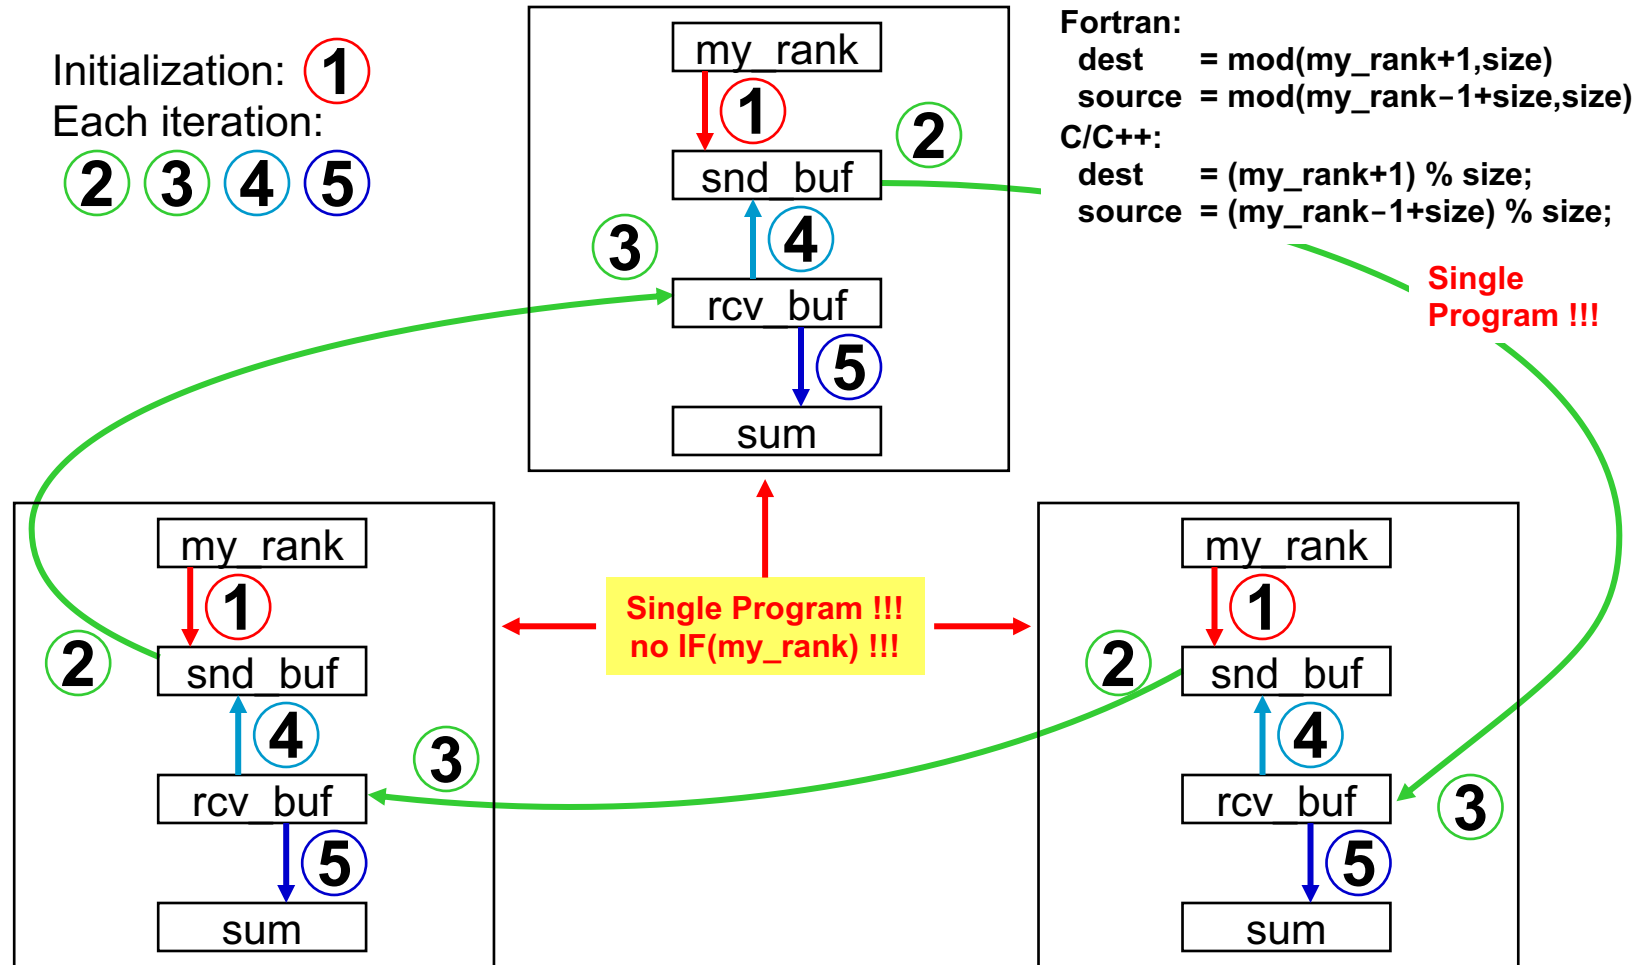 Initialization: 1
Each iteration:
2 3 4 5
my_rank
1
snd_buf
2
4
3
rcv_buf
5
sum
Fortran:
dest = mod(my_rank+1,size)
source = mod(my_rank–1+size,size)
C/C++:
dest = (my_rank+1) % size;
source = (my_rank–1+size) % size;
Single
Program !!!
my_rank
1
2
snd_buf
4
3
rcv_buf
5
sum
Single Program !!!
no IF(my_rank) !!!
my_rank
1
2
snd_buf
4
rcv_buf
3
5
sum